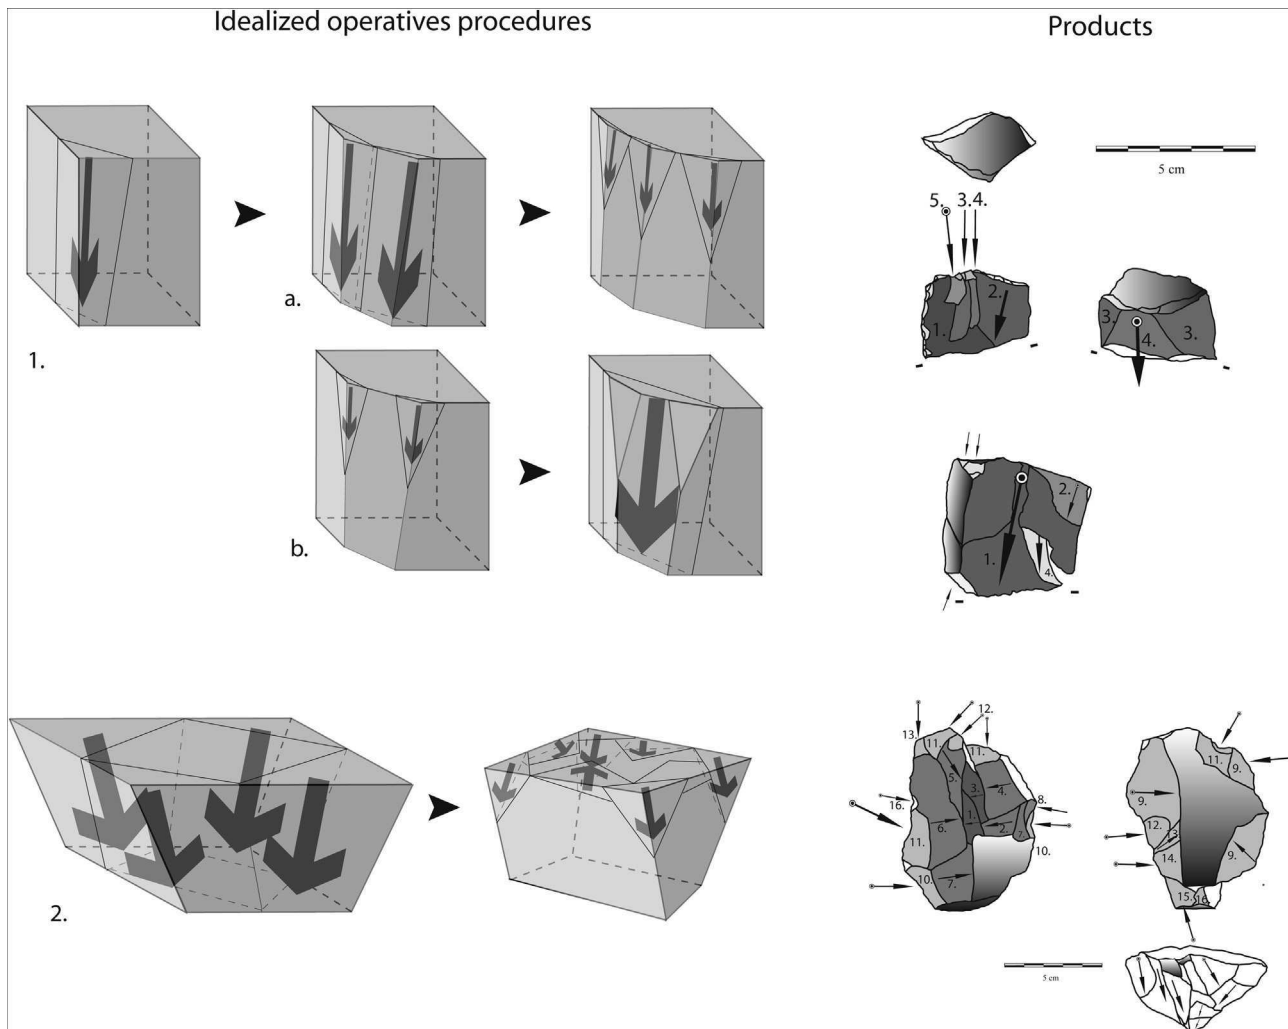 Idealized operatives procedures
Products
5 cm
5. 3. 4.
a.
2.
1.
3. 3.
4.
1.
b.
2.
1.
4.
12.
13. 11. 11.
5.
3. 4.
16. 1. 8.
6. 2. 7.
11. 10.
10. 7.
11. 9.
9.
12. 13.
14. 9.
15. 16.
2.
5 cm